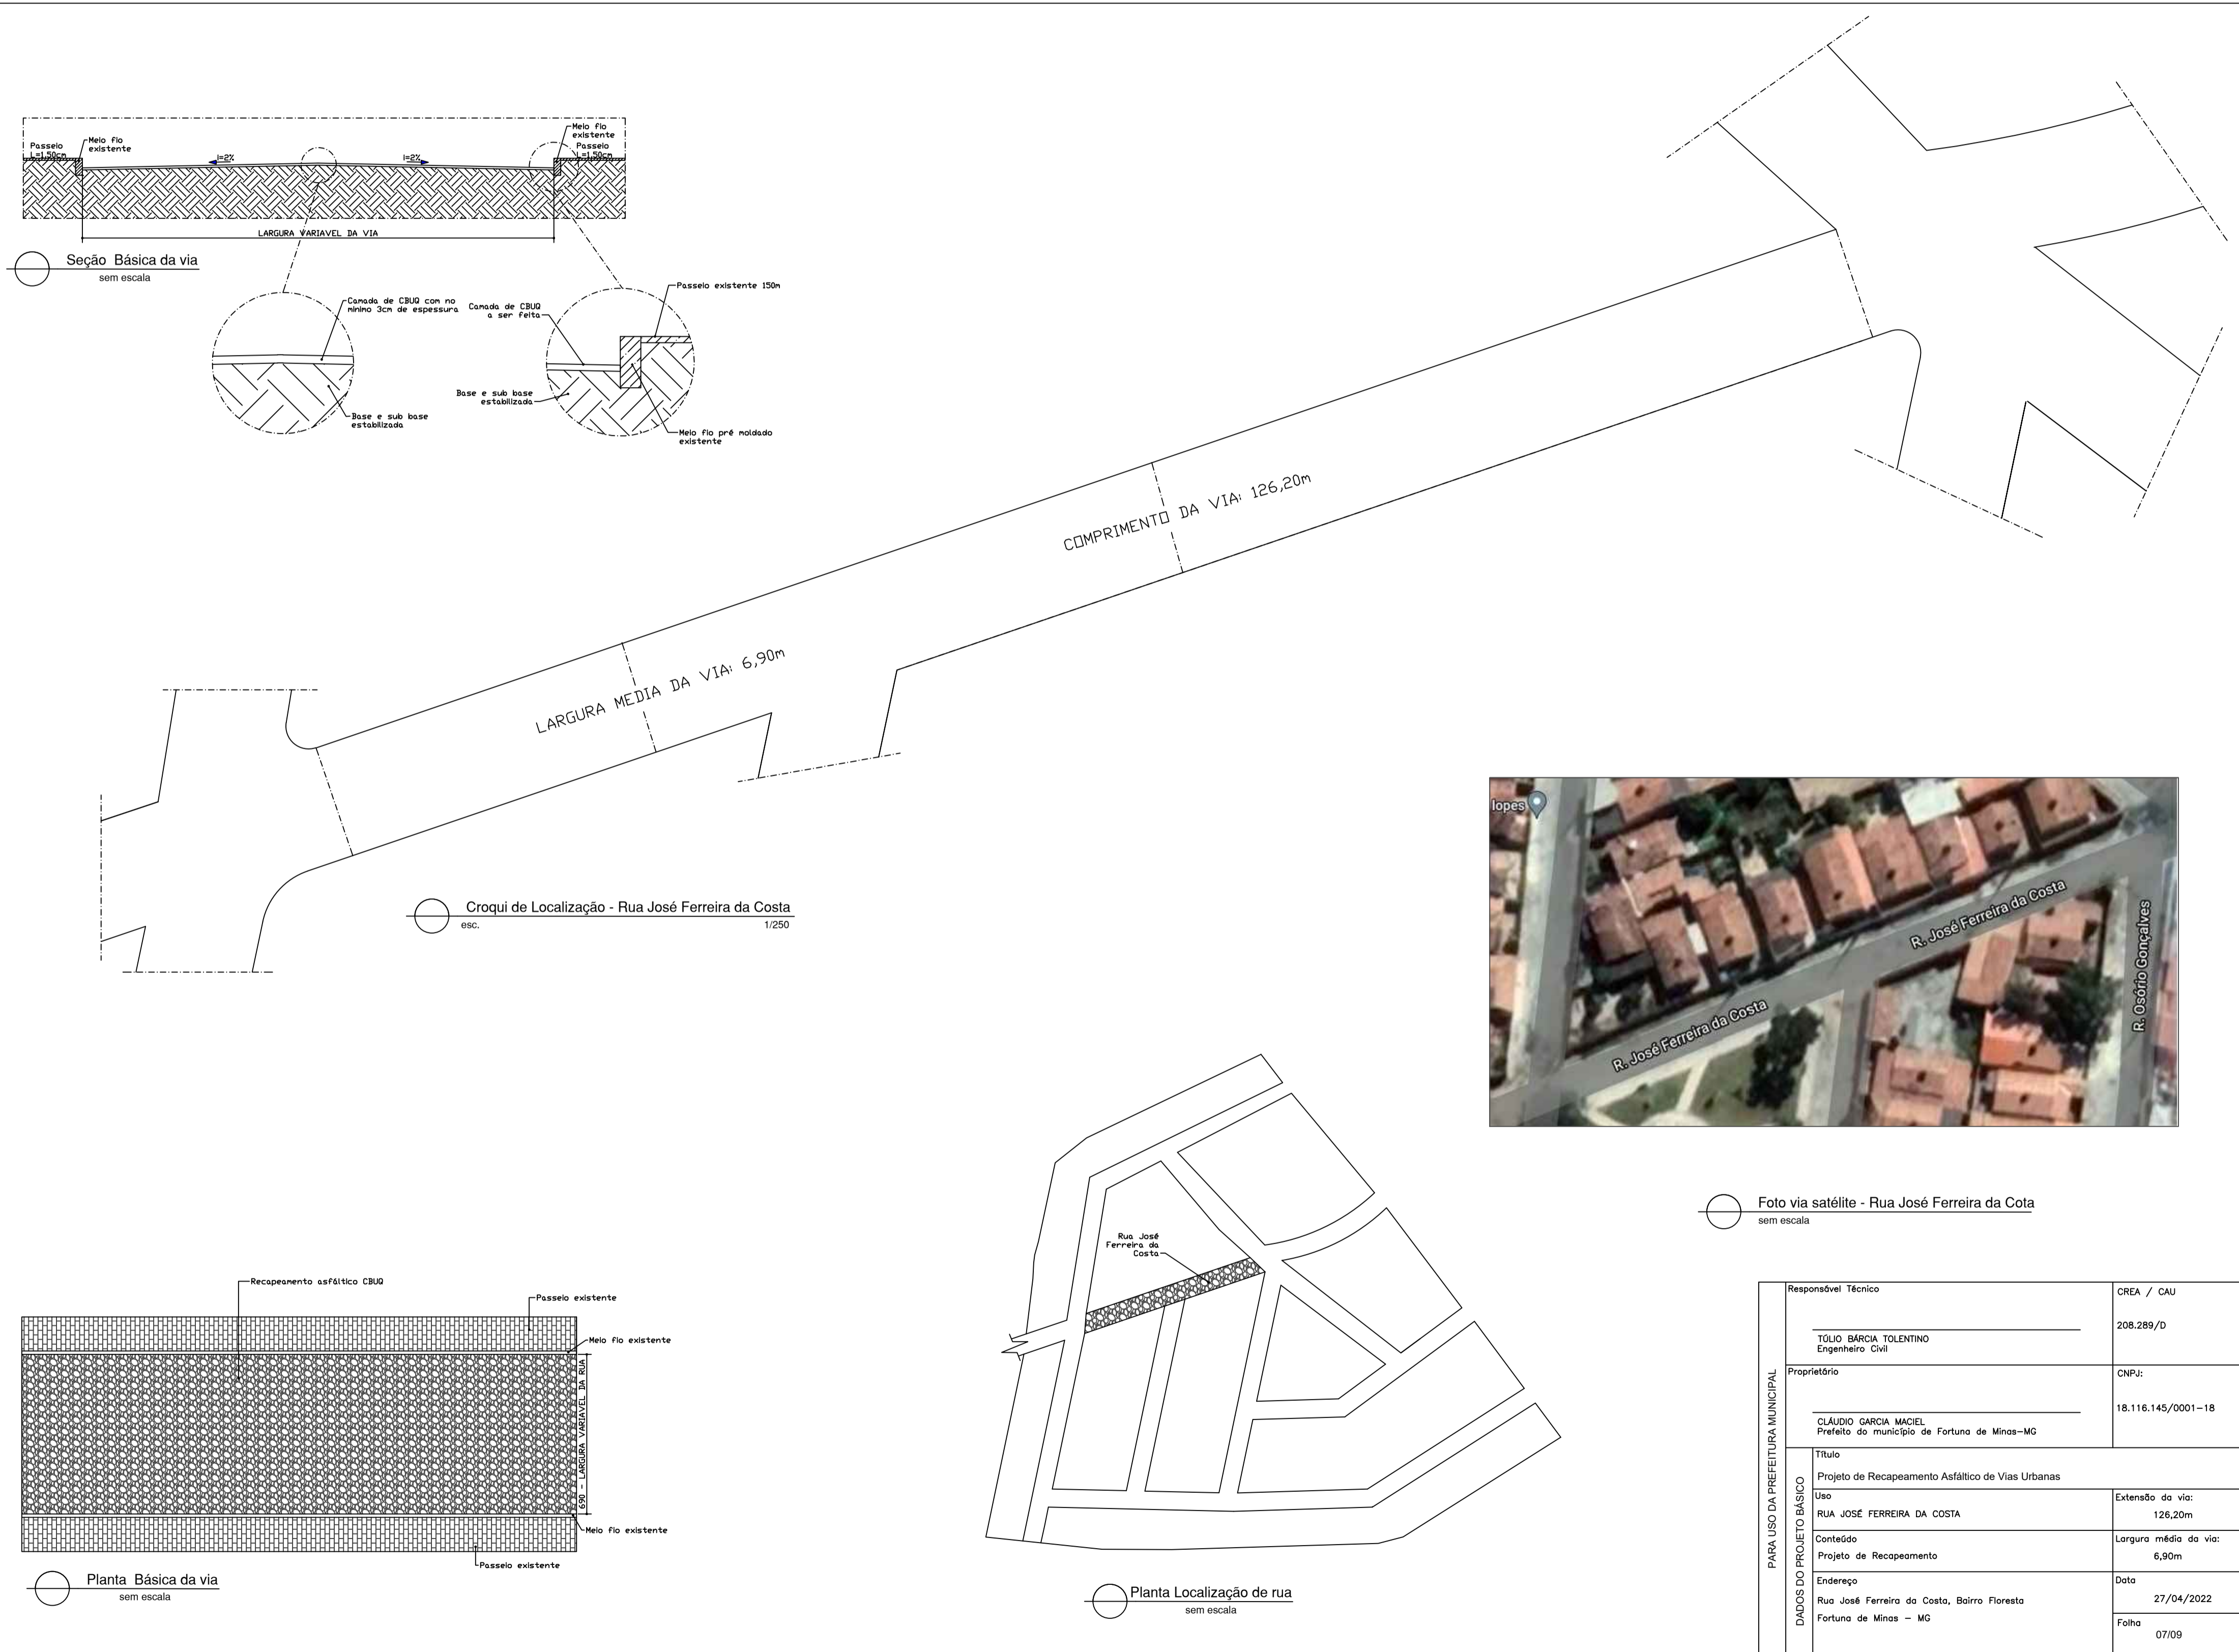 Passeio
L=1.50cm
Meio fio
existente
i=2%
i=2%
Meio fio
existente
Passeio
L=1.50cm
LARGURA VARIAVEL DA VIA
Seção Básica da via
sem escala
Camada de CBUQ com no
minimo 3cm de espessura
Base e sub base
estabilizada
Camada de CBUQ
a ser feita
Base e sub base
estabilizada
Passeio existente 150m
Meio fio pré moldado
existente
COMPRIMENTO DA VIA: 126,20m
LARGURA MEDIA DA VIA: 6,90m
Croqui de Localização - Rua José Ferreira da Costa
esc. 1/250
lopes
R. José Ferreira da Costa
R. José Ferreira da Costa
R. Osório Gonçalves
Foto via satélite - Rua José Ferreira da Cota
sem escala
Recapeamento asfáltico CBUQ
Passeio existente
Meio fio existente
690 - LARGURA VARIAVEL DA RUA
Meio fio existente
Passeio existente
Planta Básica da via
sem escala
Rua José
Ferreira da
Costa
Planta Localização de rua
sem escala
PARA USO DA PREFEITURA MUNICIPAL
Responsável Técnico
CREA / CAU
208.289/D
TÚLIO BÁRCIA TOLENTINO
Engenheiro Civil
Proprietário
CNPJ:
18.116.145/0001-18
CLÁUDIO GARCIA MACIEL
Prefeito do município de Fortuna de Minas-MG
DADOS DO PROJETO BÁSICO
Título
Projeto de Recapeamento Asfáltico de Vias Urbanas
Uso
RUA JOSÉ FERREIRA DA COSTA
Extensão da via:
126,20m
Conteúdo
Projeto de Recapeamento
Largura média da via:
6,90m
Endereço
Rua José Ferreira da Costa, Bairro Floresta
Fortuna de Minas - MG
Data
27/04/2022
Folha
07/09